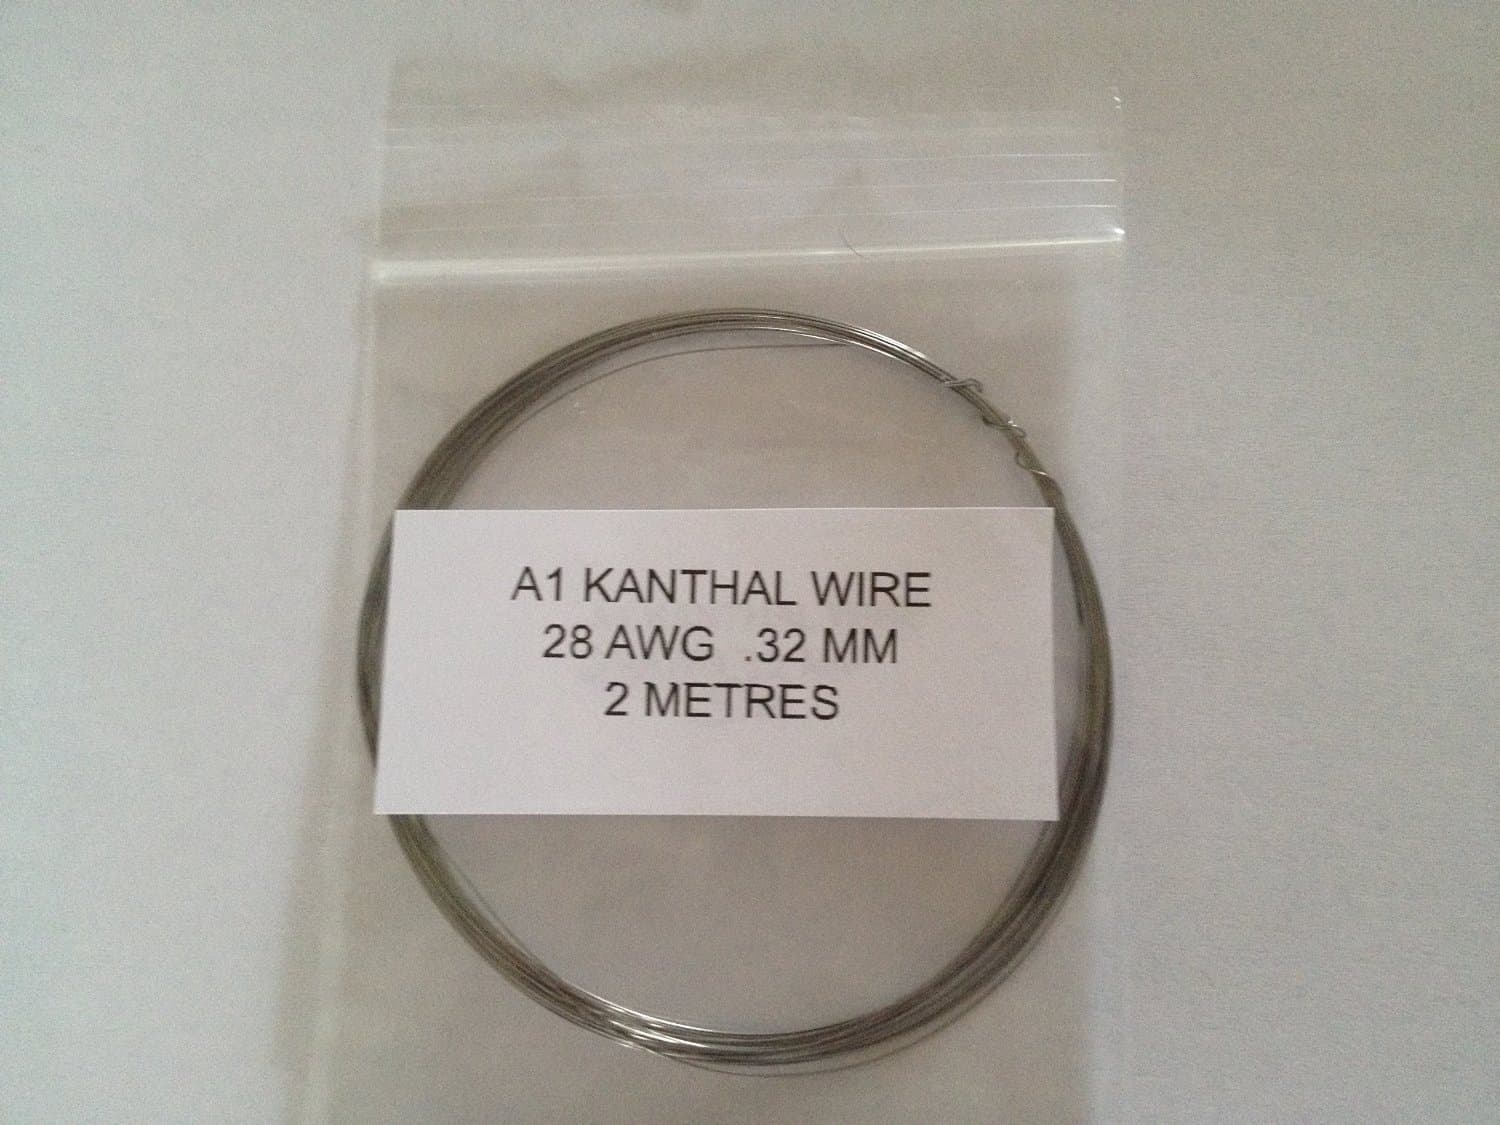 A1 KANTHAL WIRE
28 AWG .32 MM
2 METRES